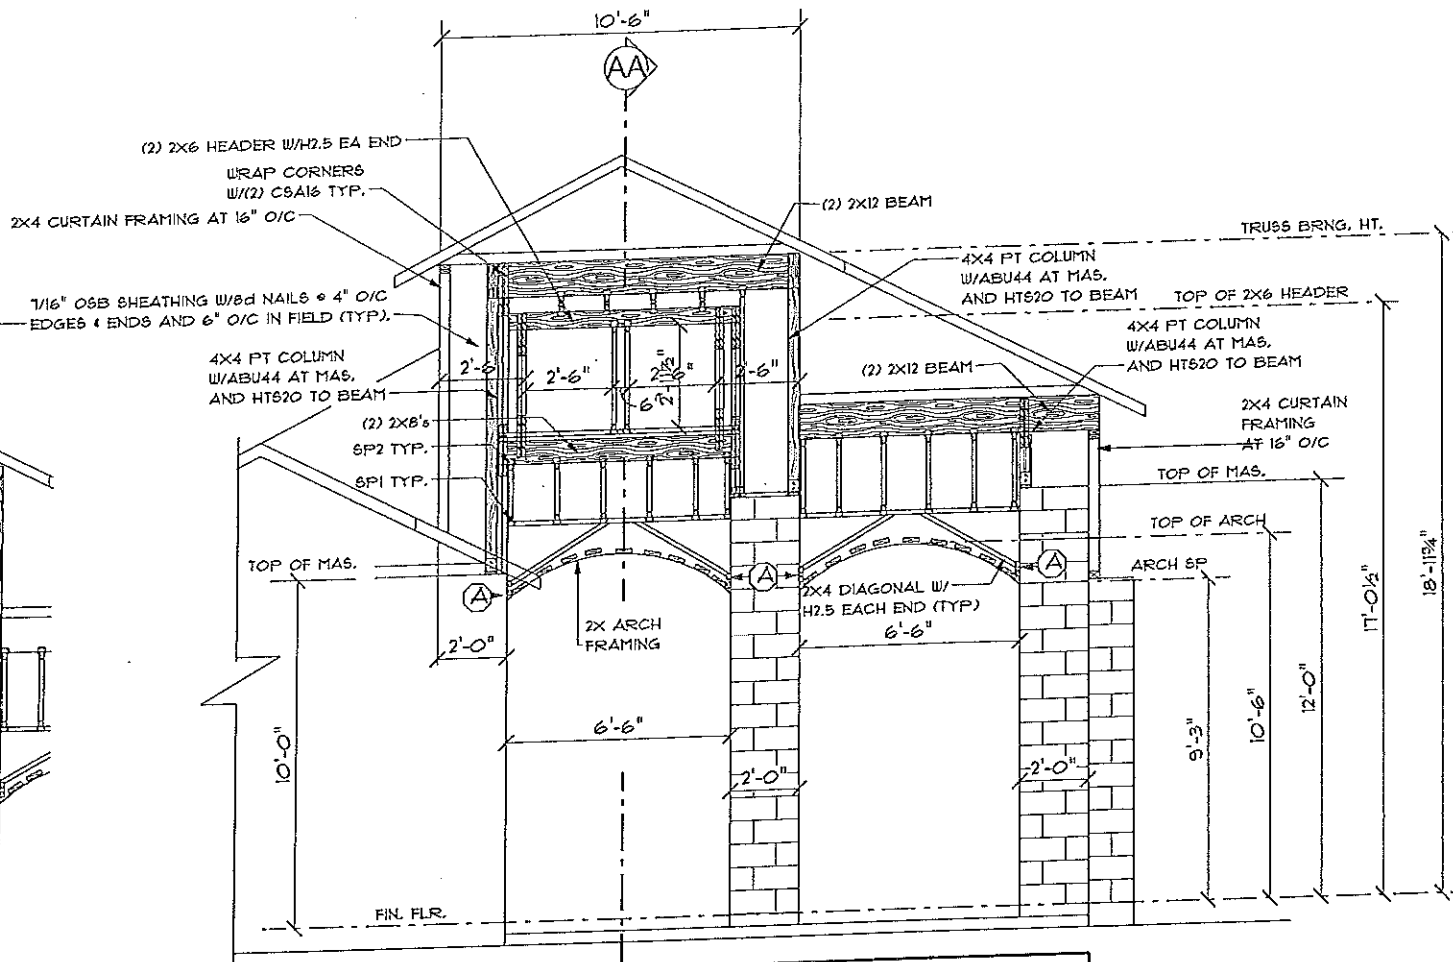 10'-6"
AA
(2) 2X6 HEADER W/H2.5 EA END
WRAP CORNERS
W/(2) CSA16 TYP.
2X4 CURTAIN FRAMING AT 16" O/C
(2) 2X12 BEAM
TRUSS BRNG. HT.
4X4 PT COLUMN
W/ABU44 AT MAS.
AND HTS20 TO BEAM
TOP OF 2X6 HEADER
7/16" OSB SHEATHING W/8d NAILS @ 4" O/C
EDGES & ENDS AND 6" O/C IN FIELD (TYP).
4X4 PT COLUMN
W/ABU44 AT MAS.
AND HTS20 TO BEAM
4X4 PT COLUMN
W/ABU44 AT MAS.
AND HTS20 TO BEAM
2'-6
2'-6"
2'-6"
2'-11½"
6"
-6"
(2) 2X12 BEAM
2X4 CURTAIN
FRAMING
AT 16" O/C
(2) 2X8's
SP2 TYP.
SP1 TYP.
TOP OF MAS.
TOP OF ARCH
ARCH SP
TOP OF MAS.
A
A
A
2X4 DIAGONAL W/
H2.5 EACH END (TYP)
2X ARCH
FRAMING
2'-0"
6'-6"
6'-6"
2'-0"
2'-0"
10'-0"
9'-3"
10'-6"
12'-0"
17'-0½"
18'-11¾"
FIN. FLR.